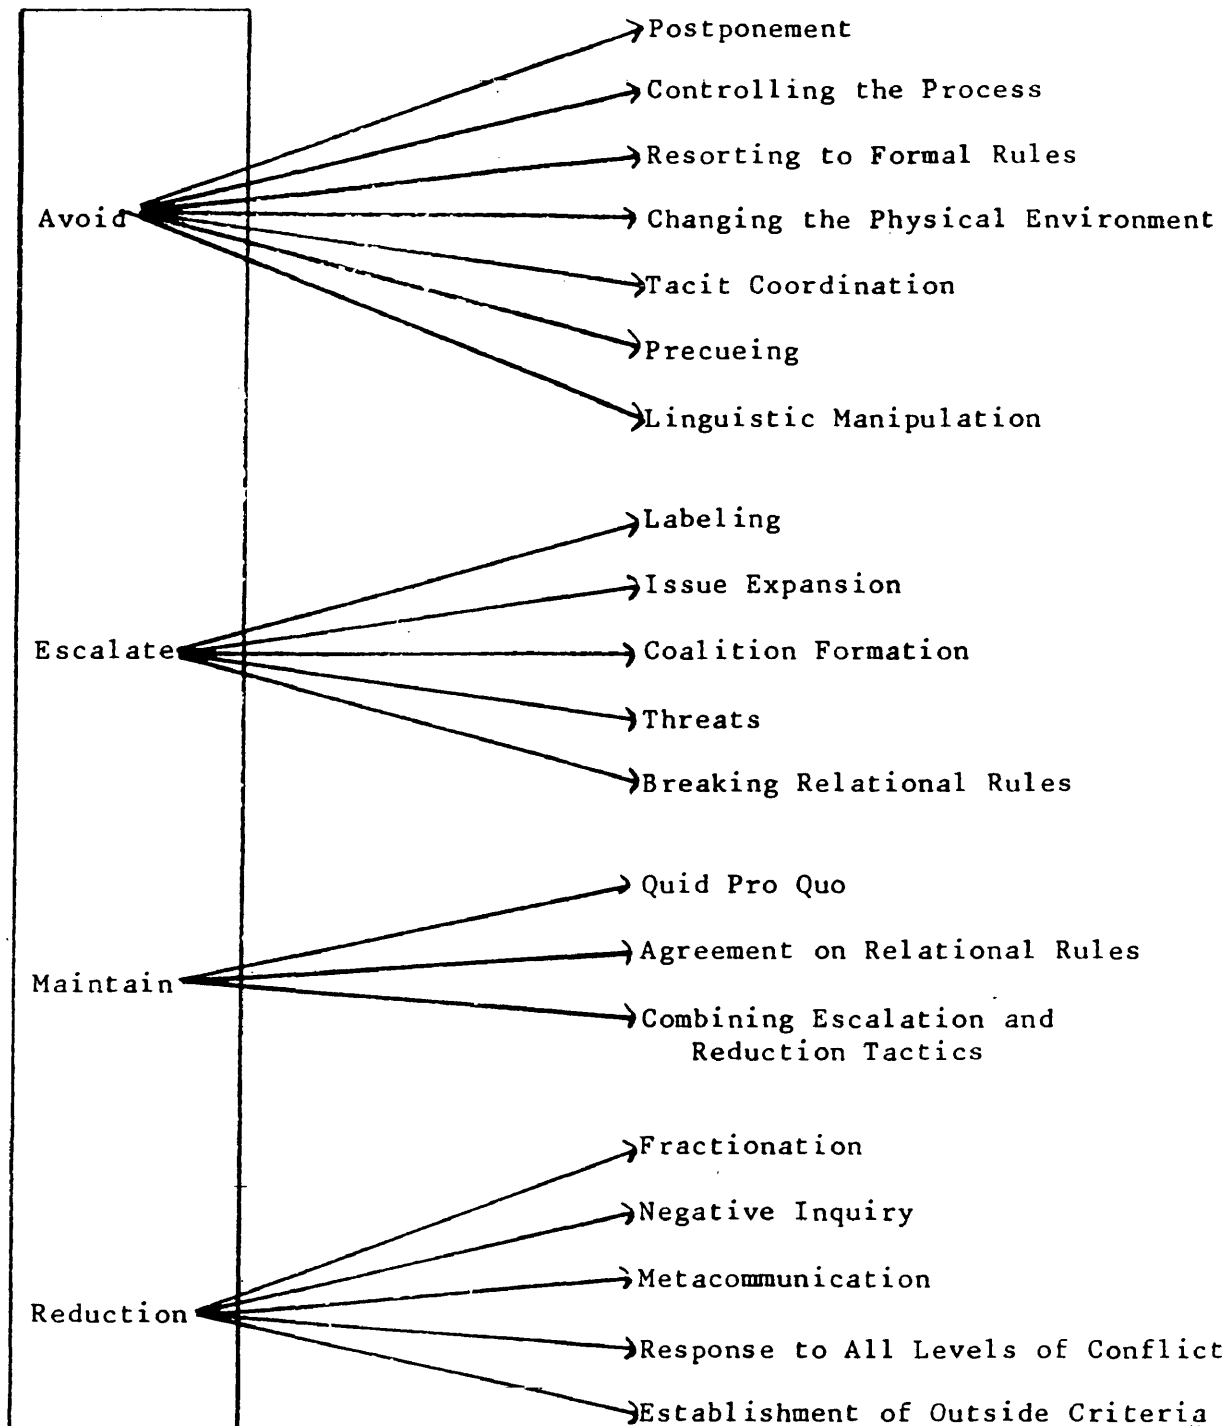 Avoid
Postponement
Controlling the Process
Resorting to Formal Rules
Changing the Physical Environment
Tacit Coordination
Precueing
Linguistic Manipulation
Escalate
Labeling
Issue Expansion
Coalition Formation
Threats
Breaking Relational Rules
Maintain
Quid Pro Quo
Agreement on Relational Rules
Combining Escalation and
Reduction Tactics
Reduction
Fractionation
Negative Inquiry
Metacommunication
Response to All Levels of Conflict
Establishment of Outside Criteria